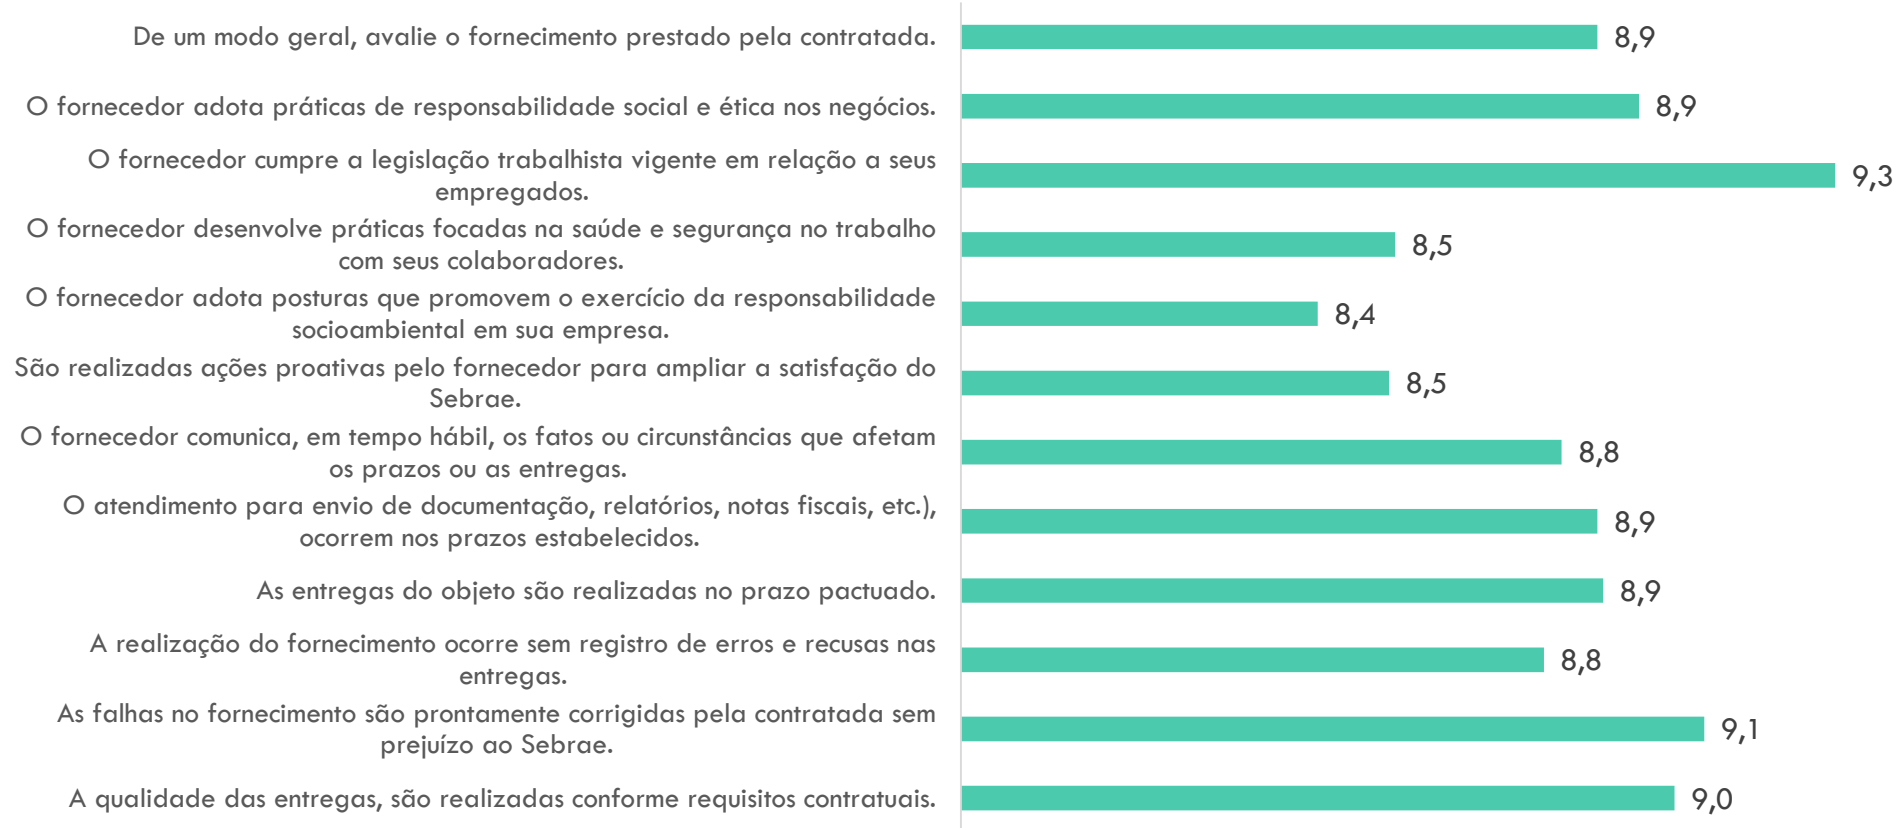 De um modo geral, avalie o fornecimento prestado pela contratada.
8,9
O fornecedor adota práticas de responsabilidade social e ética nos negócios.
8,9
O fornecedor cumpre a legislação trabalhista vigente em relação a seus
empregados.
9,3
O fornecedor desenvolve práticas focadas na saúde e segurança no trabalho
com seus colaboradores.
8,5
O fornecedor adota posturas que promovem o exercício da responsabilidade
socioambiental em sua empresa.
8,4
São realizadas ações proativas pelo fornecedor para ampliar a satisfação do
Sebrae.
8,5
O fornecedor comunica, em tempo hábil, os fatos ou circunstâncias que afetam
os prazos ou as entregas.
8,8
O atendimento para envio de documentação, relatórios, notas fiscais, etc.),
ocorrem nos prazos estabelecidos.
8,9
As entregas do objeto são realizadas no prazo pactuado.
8,9
A realização do fornecimento ocorre sem registro de erros e recusas nas
entregas.
8,8
As falhas no fornecimento são prontamente corrigidas pela contratada sem
prejuízo ao Sebrae.
9,1
A qualidade das entregas, são realizadas conforme requisitos contratuais.
9,0